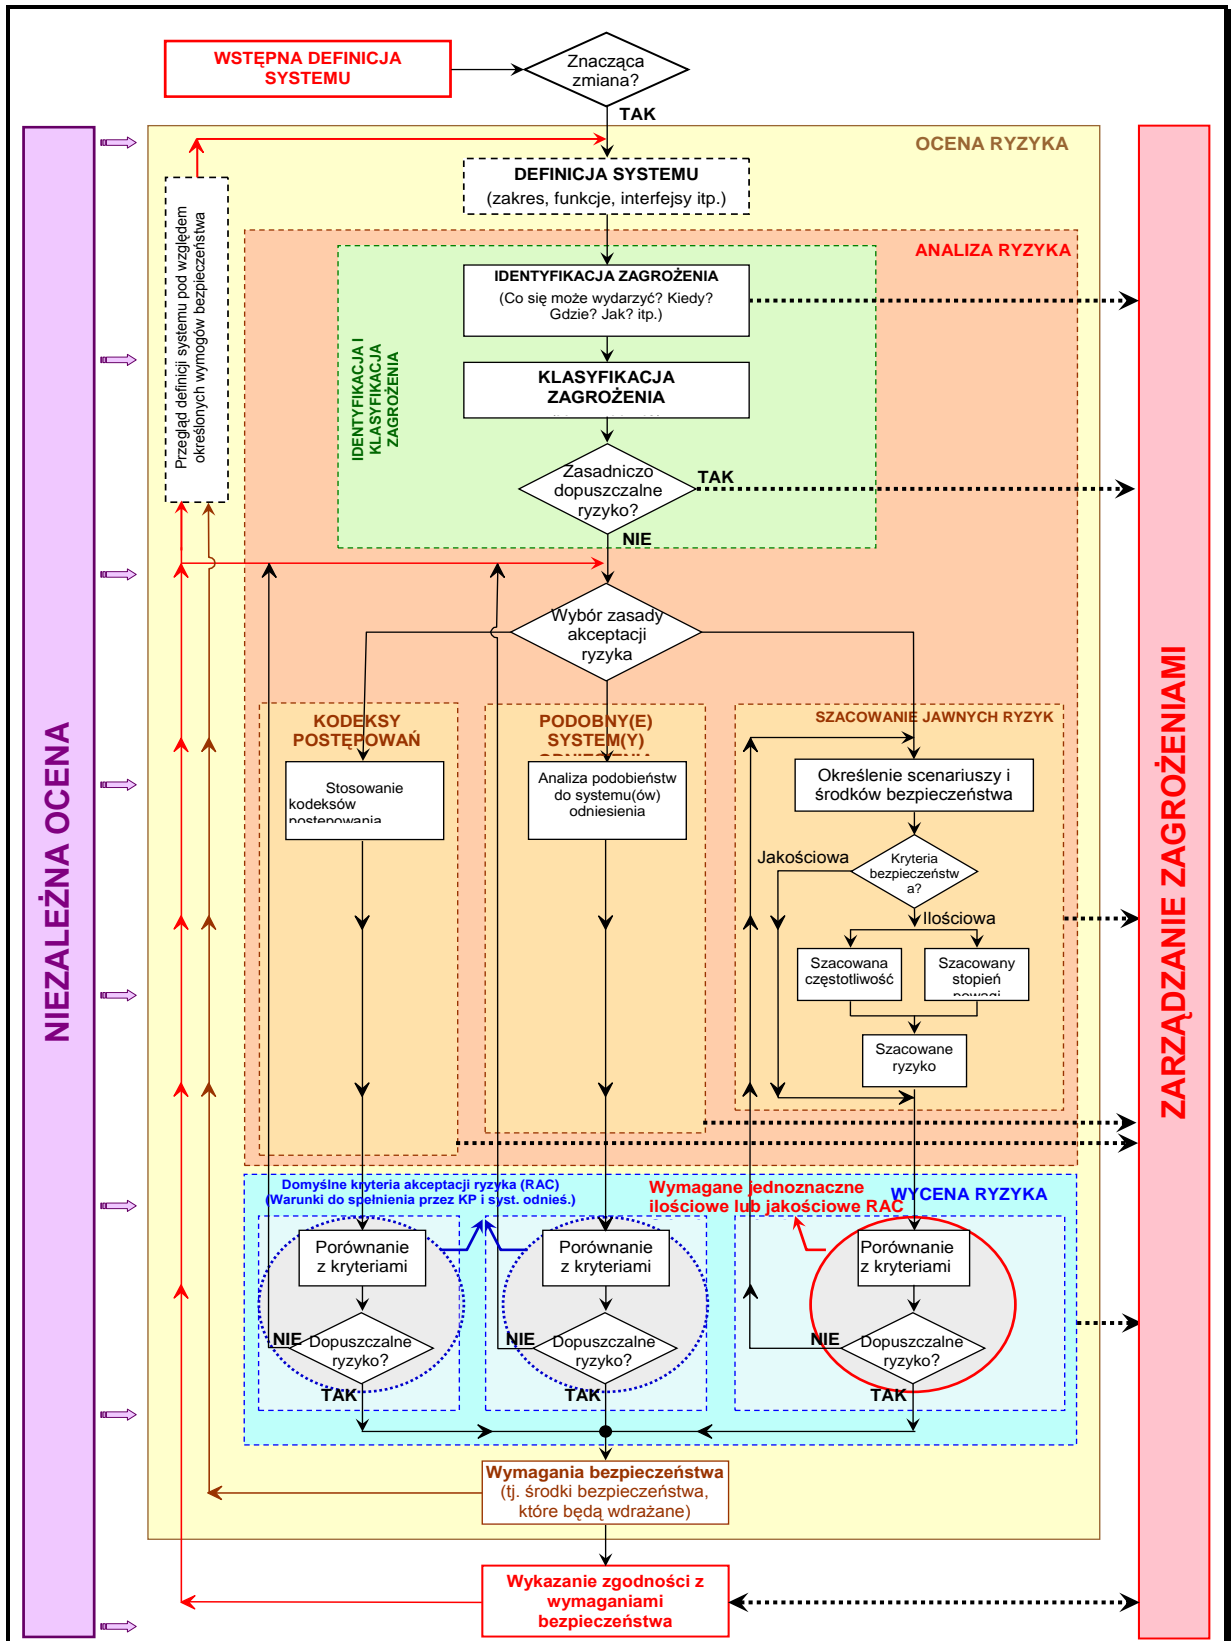 WSTĘPNA DEFINICJA
SYSTEMU
Znacząca
zmiana?
TAK
OCENA RYZYKA
DEFINICJA SYSTEMU
(zakres, funkcje, interfejsy itp.)
Przegląd definicji systemu pod względem
określonych wymogów bezpieczeństwa
ANALIZA RYZYKA
IDENTYFIKACJA I
KLASYFIKACJA
ZAGROŻENIA
IDENTYFIKACJA ZAGROŻENIA
(Co się może wydarzyć? Kiedy?
Gdzie? Jak? itp.)
KLASYFIKACJA
ZAGROŻENIA
Zasadniczo
dopuszczalne
ryzyko?
TAK
NIE
Wybór zasady
akceptacji
ryzyka
NIEZALEŻNA OCENA
ZARZĄDZANIE ZAGROŻENIAMI
KODEKSY
POSTĘPOWAŃ
Stosowanie
kodeksów
postępowania
PODOBNY(E)
SYSTEM(Y)
ODNIESIENIA
Analiza podobieństw
do systemu(ów)
odniesienia
SZACOWANIE JAWNYCH RYZYK
Określenie scenariuszy i
środków bezpieczeństwa
Jakościowa
Kryteria
bezpieczeństw
a?
Ilościowa
Szacowana
częstotliwość
Szacowany
stopień
powagi
Szacowane
ryzyko
Domyślne kryteria akceptacji ryzyka (RAC)
(Warunki do spełnienia przez KP i syst. odnieś.)
Wymagane jednoznaczne
ilościowe lub jakościowe RAC
WYCENA RYZYKA
Porównanie
z kryteriami
NIE
Dopuszczalne
ryzyko?
TAK
Porównanie
z kryteriami
NIE
Dopuszczalne
ryzyko?
TAK
Porównanie
z kryteriami
NIE
Dopuszczalne
ryzyko?
TAK
Wymagania bezpieczeństwa
(tj. środki bezpieczeństwa,
które będą wdrażane)
Wykazanie zgodności z
wymaganiami
bezpieczeństwa